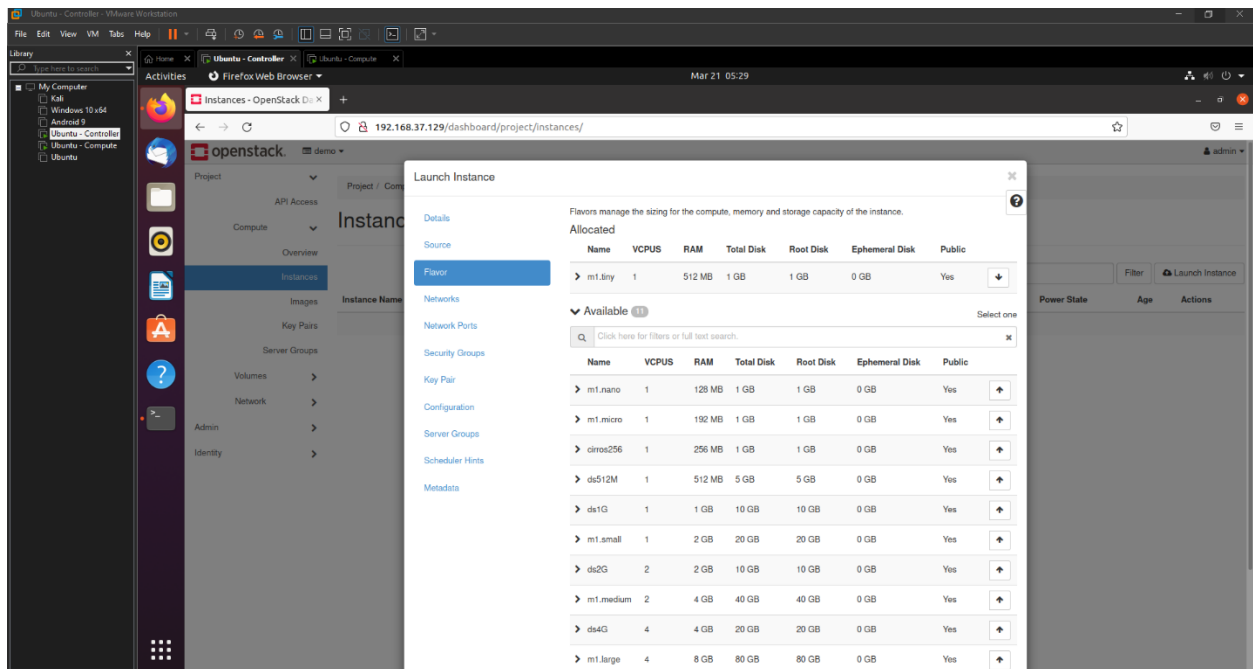 Ubuntu - Controller - VMware Workstation
File Edit View VM Tabs Help
Library
Type here to search
My Computer
Kali
Windows 10 x64
Android 9
Ubuntu - Controller
Ubuntu - Compute
Ubuntu
Home Ubuntu - Controller Ubuntu - Compute
Activities Firefox Web Browser Mar 21 05:29
Instances - OpenStack Da
192.168.37.129/dashboard/project/instances/
openstack. demo admin
Project
API Access
Compute
Overview
Instances
Images
Key Pairs
Server Groups
Volumes
Network
Admin
Identity
Project / Com
Instanc
Filter Launch Instance
Instance Name Power State Age Actions
Launch Instance
Details
Source
Flavor
Networks
Network Ports
Security Groups
Key Pair
Configuration
Server Groups
Scheduler Hints
Metadata
Flavors manage the sizing for the compute, memory and storage capacity of the instance.
Allocated
Name VCPUS RAM Total Disk Root Disk Ephemeral Disk Public
m1.tiny 1 512 MB 1 GB 1 GB 0 GB Yes
Available 11 Select one
Click here for filters or full text search.
Name VCPUS RAM Total Disk Root Disk Ephemeral Disk Public
m1.nano 1 128 MB 1 GB 1 GB 0 GB Yes
m1.micro 1 192 MB 1 GB 1 GB 0 GB Yes
cirros256 1 256 MB 1 GB 1 GB 0 GB Yes
ds512M 1 512 MB 5 GB 5 GB 0 GB Yes
ds1G 1 1 GB 10 GB 10 GB 0 GB Yes
m1.small 1 2 GB 20 GB 20 GB 0 GB Yes
ds2G 2 2 GB 10 GB 10 GB 0 GB Yes
m1.medium 2 4 GB 40 GB 40 GB 0 GB Yes
ds4G 4 4 GB 20 GB 20 GB 0 GB Yes
m1.large 4 8 GB 80 GB 80 GB 0 GB Yes